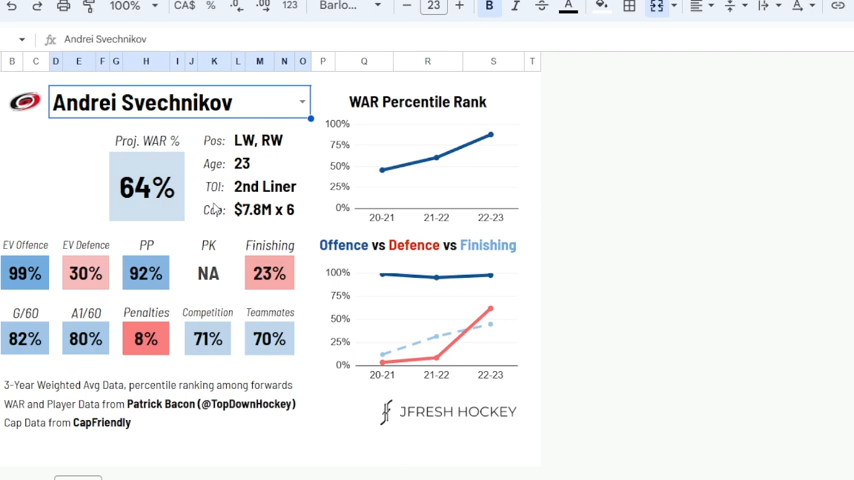 100% CA$ % .0 .00 123 Barlo... − 23 + B I A A
fx Andrei Svechnikov
B C D E F G H I J K L M N O P Q R S T
Andrei Svechnikov
Proj. WAR %
64%
Pos: LW, RW
Age: 23
TOI: 2nd Liner
$7.8M x 6
EV Offence EV Defence PP PK Finishing
99% 30% 92% NA 23%
G/60 A1/60 Penalties Competition Teammates
82% 80% 8% 71% 70%
3-Year Weighted Avg Data, percentile ranking among forwards
WAR and Player Data from Patrick Bacon (@TopDownHockey)
Cap Data from CapFriendly
WAR Percentile Rank
100%
75%
50%
25%
0%
20-21 21-22 22-23
Offence vs Defence vs Finishing
100%
75%
50%
25%
0%
20-21 21-22 22-23
JFRESH HOCKEY